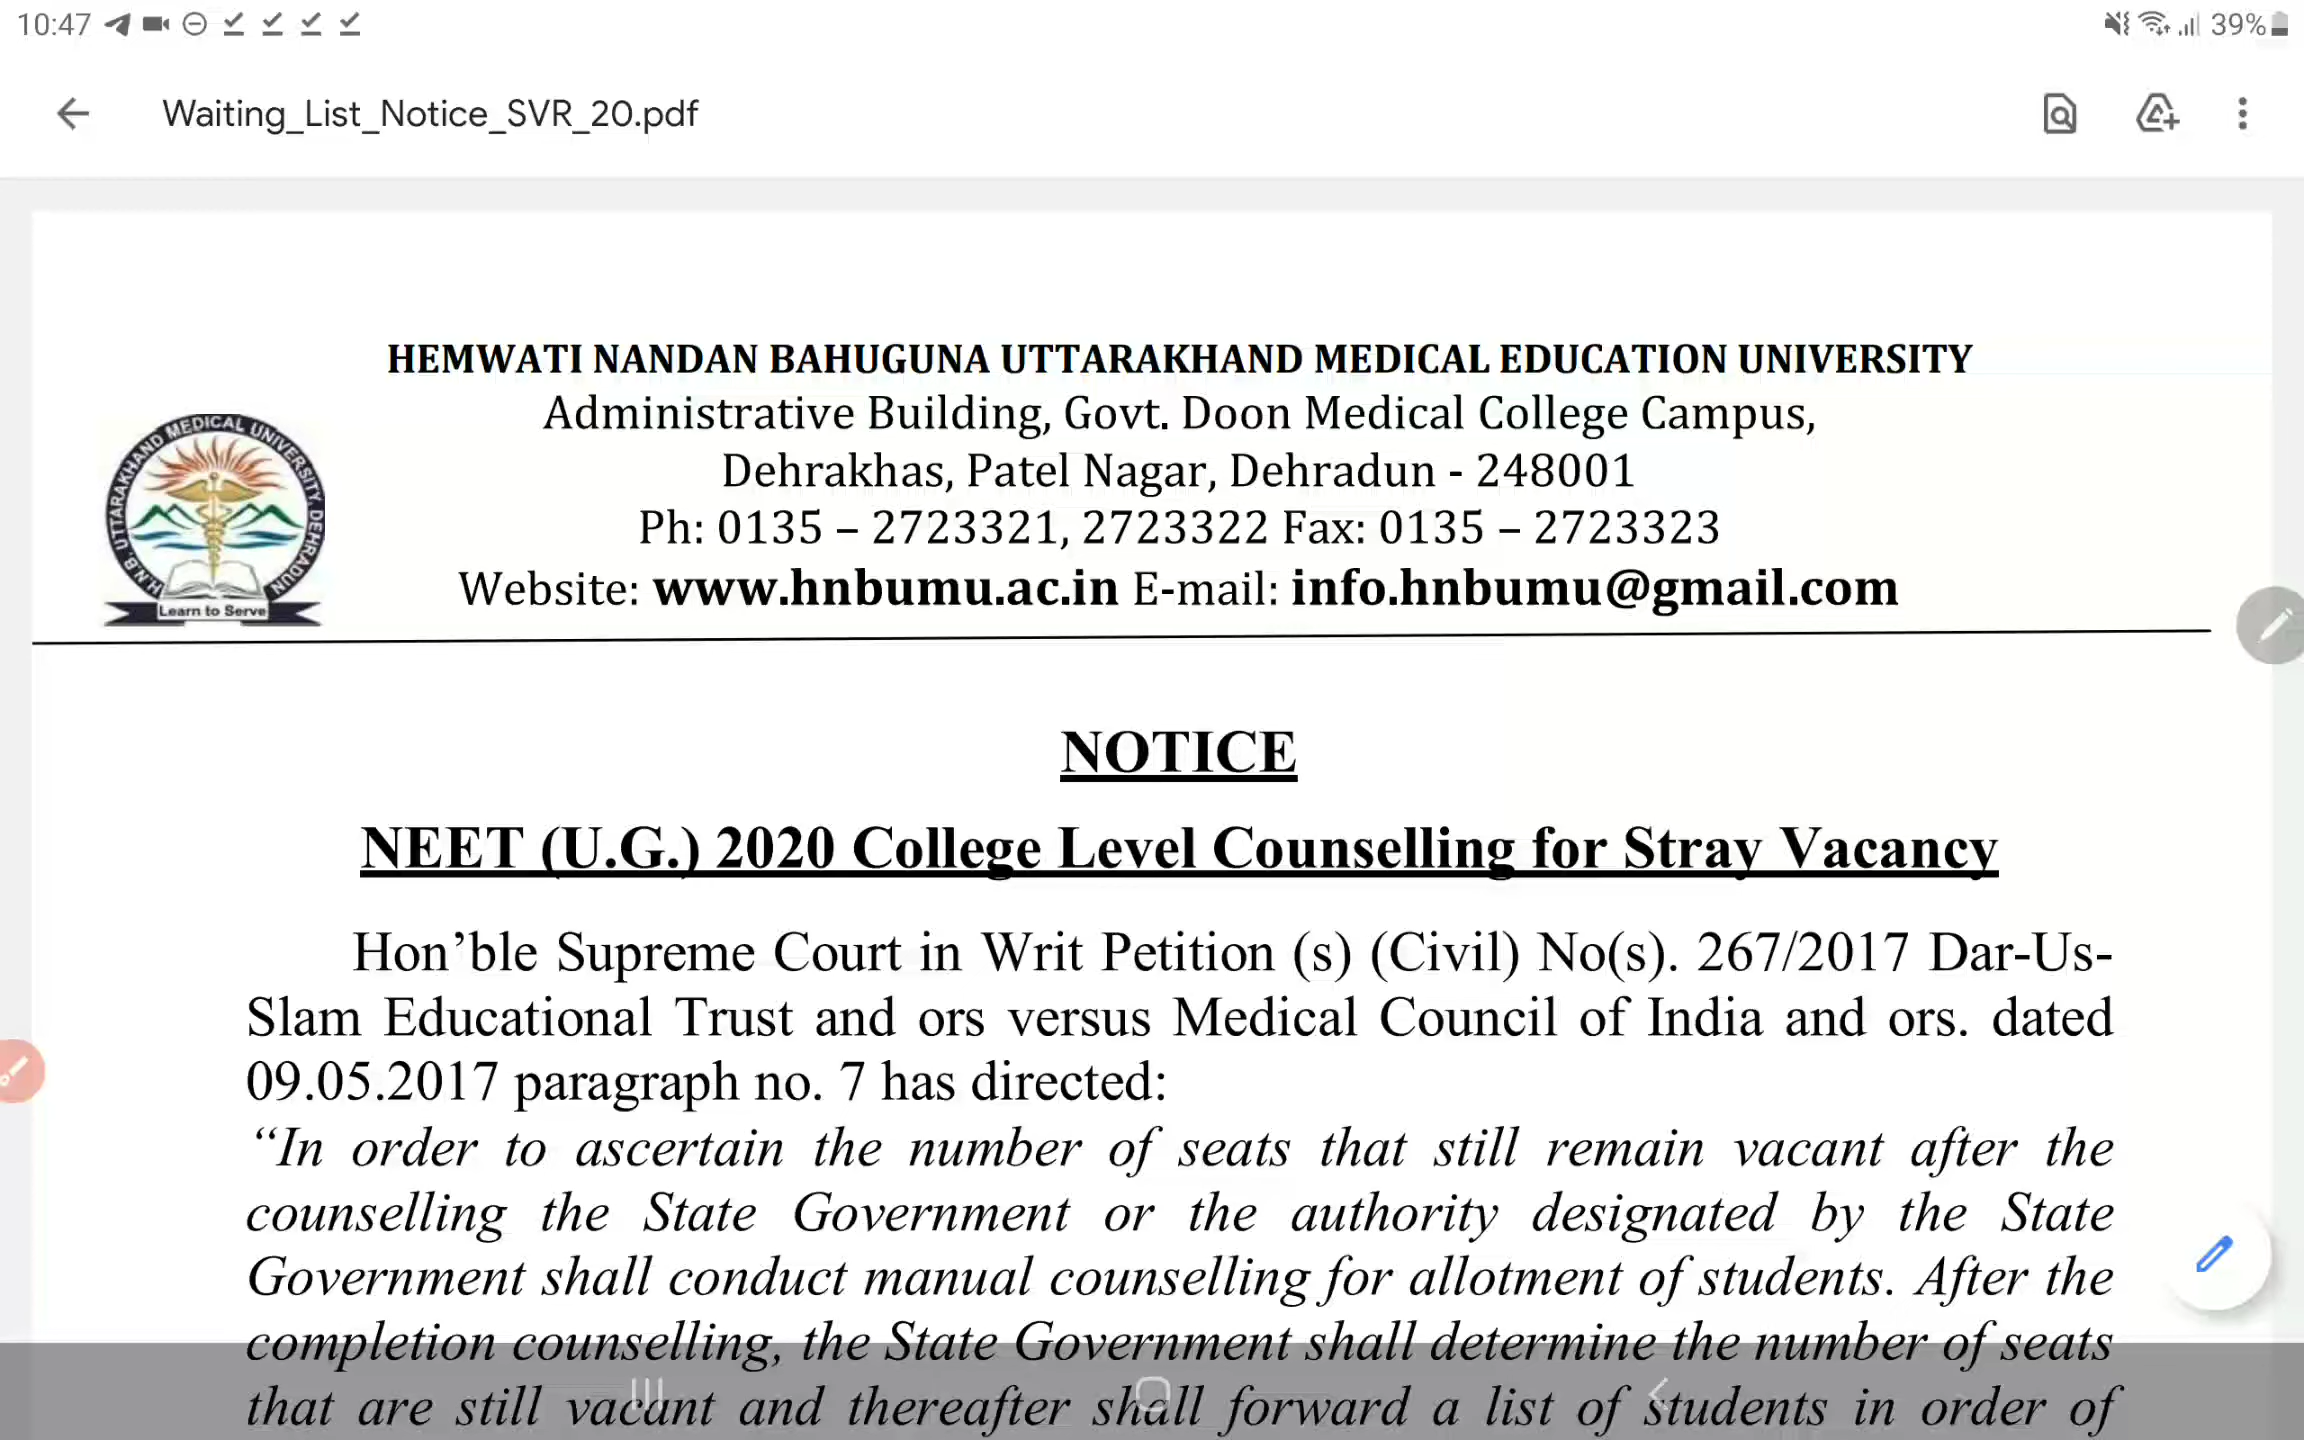 10:47
39%
Waiting_List_Notice_SVR_20.pdf
HEMWATI NANDAN BAHUGUNA UTTARAKHAND MEDICAL EDUCATION UNIVERSITY
Administrative Building, Govt. Doon Medical College Campus,
Dehrakhas, Patel Nagar, Dehradun - 248001
Ph: 0135 – 2723321, 2723322 Fax: 0135 – 2723323
Website: www.hnbumu.ac.in E-mail: info.hnbumu@gmail.com
H.N.B. UTTARAKHAND MEDICAL UNIVERSITY, DEHRADUN
Learn to Serve
NOTICE
NEET (U.G.) 2020 College Level Counselling for Stray Vacancy
Hon’ble Supreme Court in Writ Petition (s) (Civil) No(s). 267/2017 Dar-Us-
Slam Educational Trust and ors versus Medical Council of India and ors. dated
09.05.2017 paragraph no. 7 has directed:
“In order to ascertain the number of seats that still remain vacant after the
counselling the State Government or the authority designated by the State
Government shall conduct manual counselling for allotment of students. After the
completion counselling, the State Government shall determine the number of seats
that are still vacant and thereafter shall forward a list of students in order of